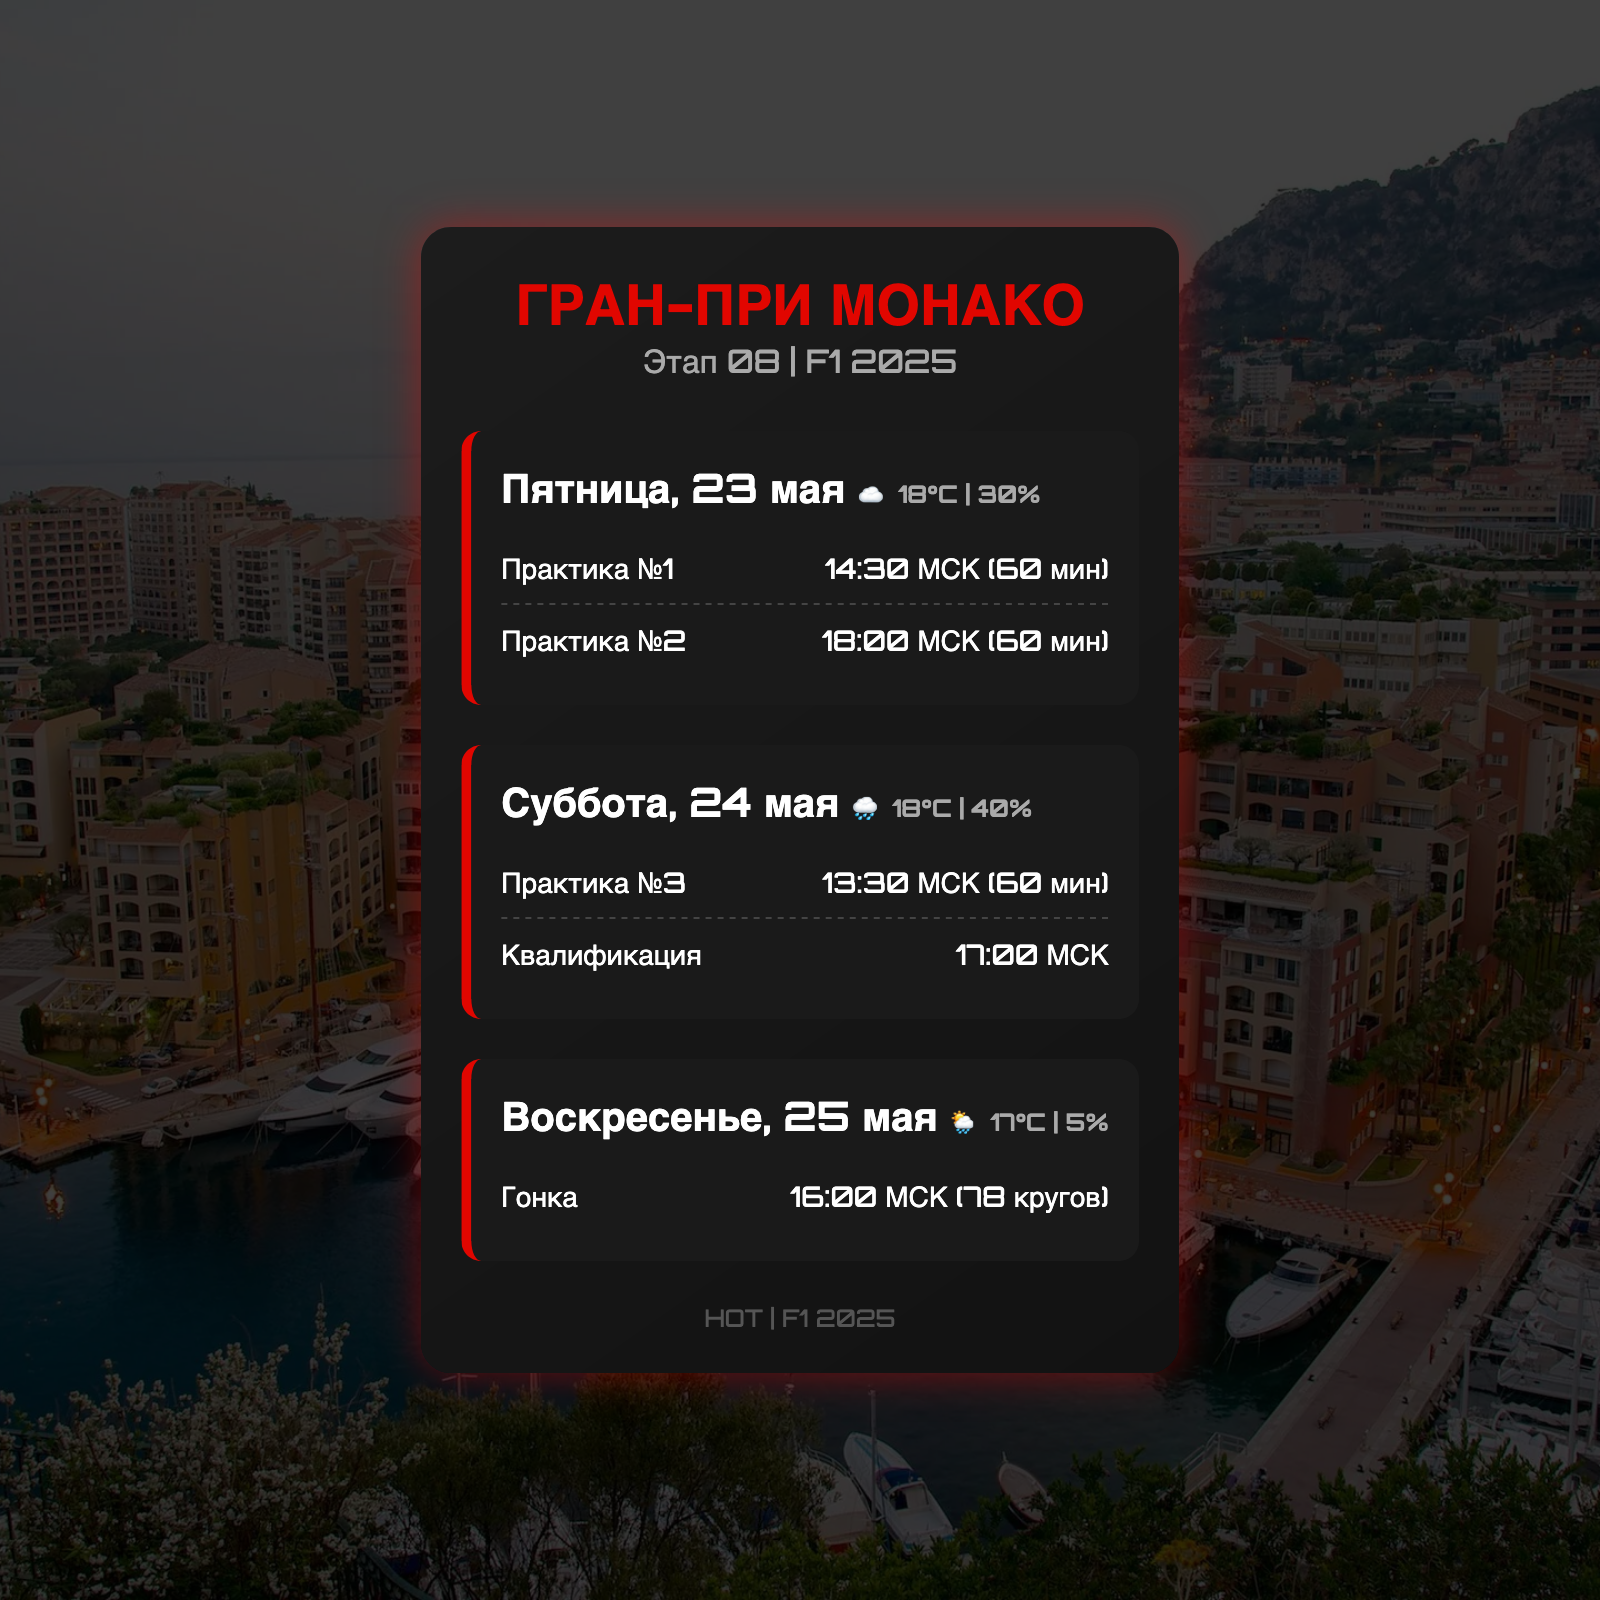 ГРАН-ПРИ МОНАКО
Этап 08 | F1 2025
Пятница, 23 мая ☁️ 18°C | 30%
Практика №1 14:30 МСК (60 мин)
Практика №2 18:00 МСК (60 мин)
Суббота, 24 мая 🌧️ 18°C | 40%
Практика №3 13:30 МСК (60 мин)
Квалификация 17:00 МСК
Воскресенье, 25 мая 🌦️ 17°C | 5%
Гонка 16:00 МСК (78 кругов)
HOT | F1 2025